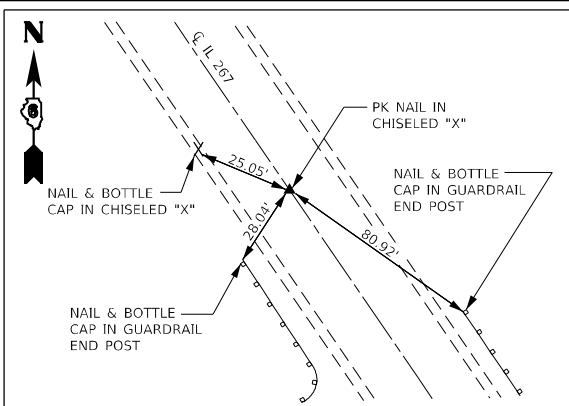 N
6
℄ IL 267
PK NAIL IN
CHISELED "X"
25.05'
NAIL & BOTTLE
CAP IN CHISELED "X"
NAIL & BOTTLE
CAP IN GUARDRAIL
END POST
28.04'
80.92'
NAIL & BOTTLE
CAP IN GUARDRAIL
END POST